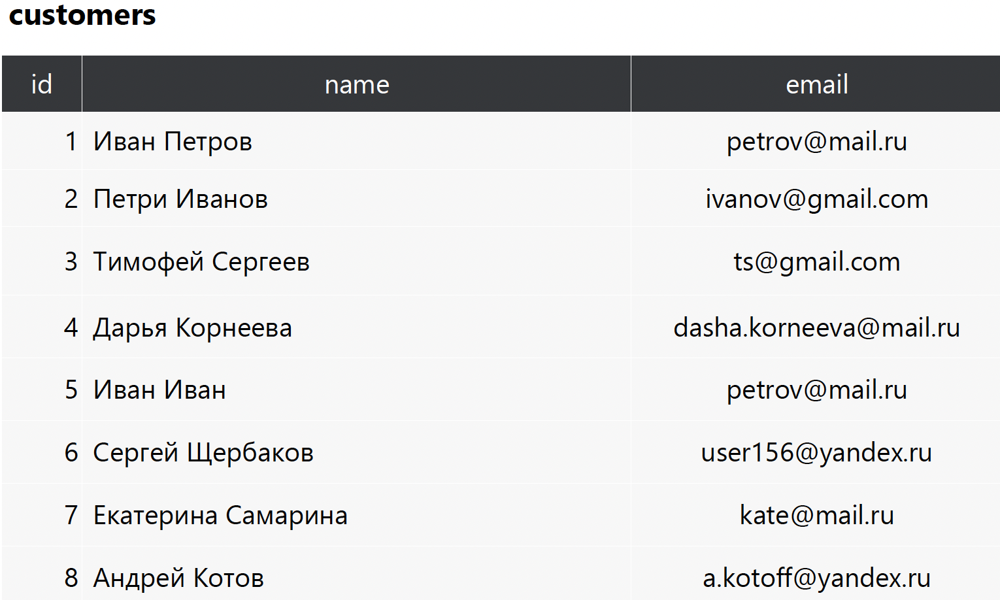 customers
id name email
1 Иван Петров petrov@mail.ru
2 Петри Иванов ivanov@gmail.com
3 Тимофей Сергеев ts@gmail.com
4 Дарья Корнеева dasha.korneeva@mail.ru
5 Иван Иван petrov@mail.ru
6 Сергей Щербаков user156@yandex.ru
7 Екатерина Самарина kate@mail.ru
8 Андрей Котов a.kotoff@yandex.ru